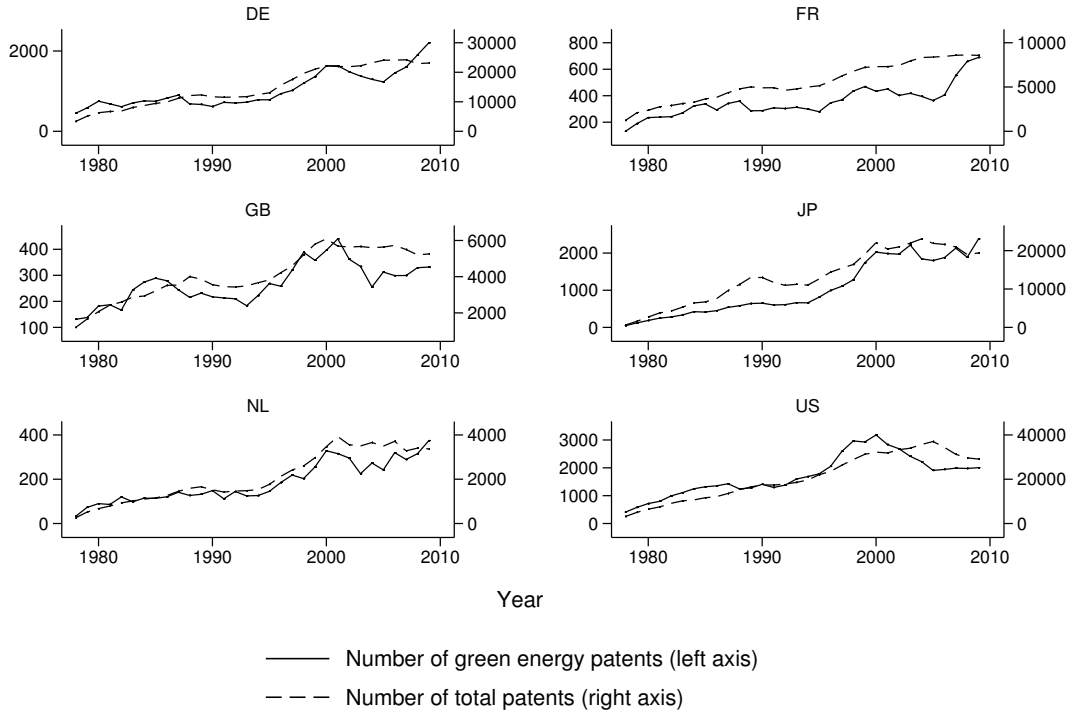 DE
2000
0
30000
20000
10000
0
1980 1990 2000 2010
FR
800
600
400
200
10000
5000
0
1980 1990 2000 2010
GB
400
300
200
100
6000
4000
2000
1980 1990 2000 2010
JP
2000
1000
0
20000
10000
0
1980 1990 2000 2010
NL
400
200
0
4000
2000
0
1980 1990 2000 2010
US
3000
2000
1000
0
40000
20000
0
1980 1990 2000 2010
Year
Number of green energy patents (left axis)
Number of total patents (right axis)